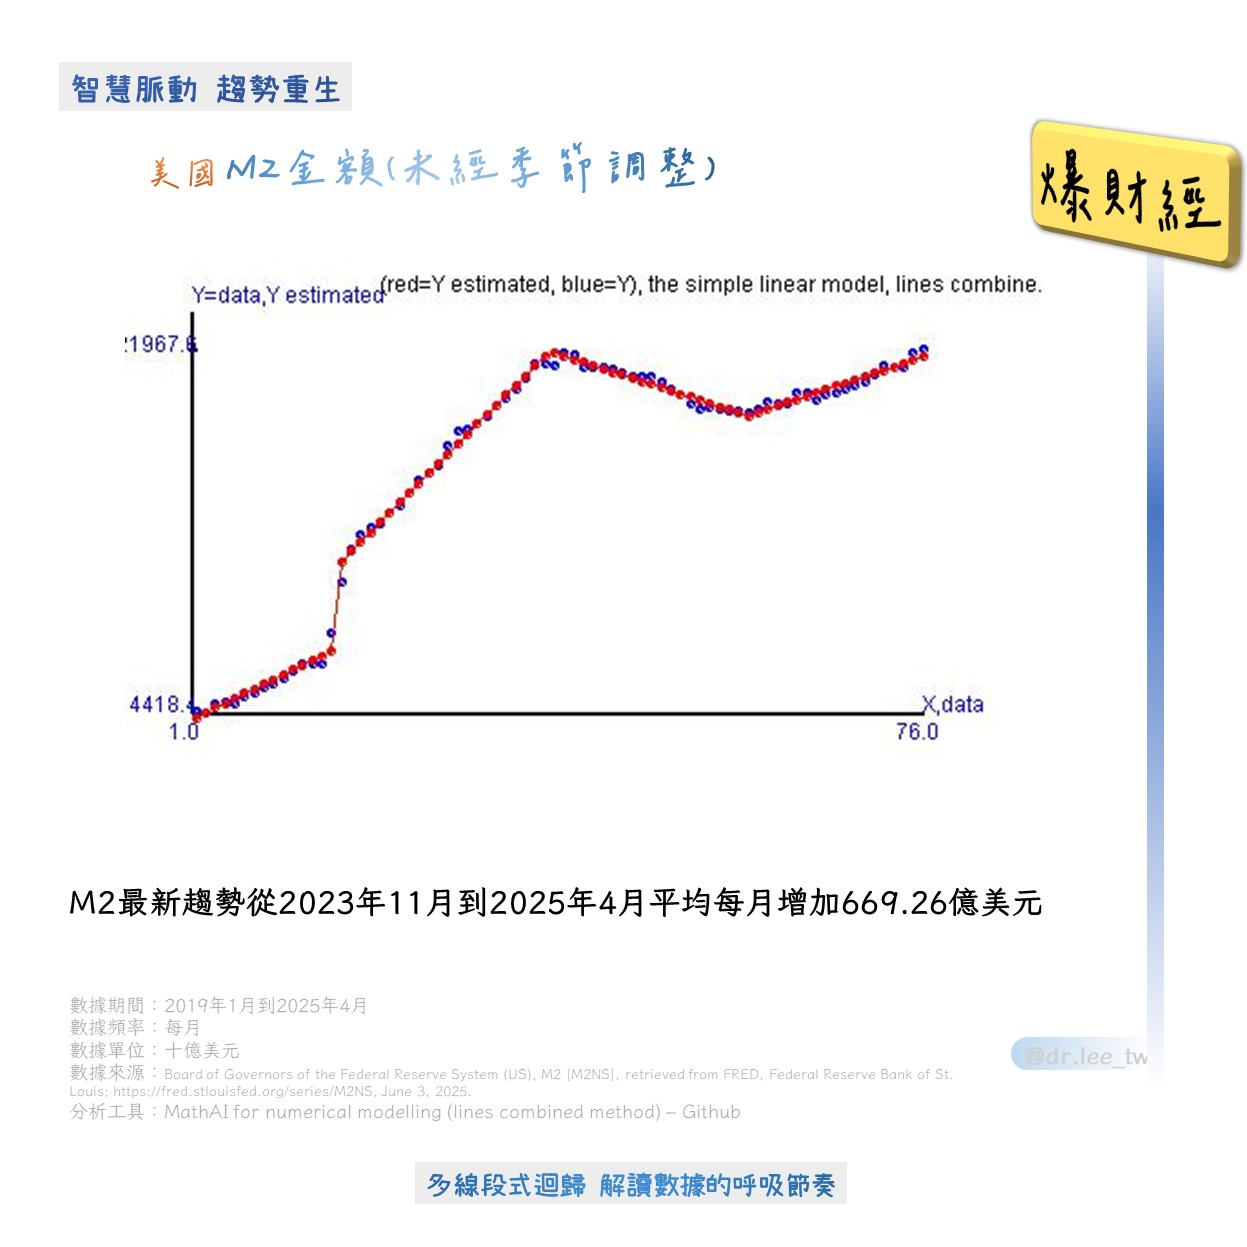 智慧脈動 趨勢重生
美國M2金額(未經季節調整)
爆財經
Y=data,Y estimated
(red=Y estimated, blue=Y), the simple linear model, lines combine.
21967.6
4418.4
X,data
1.0
76.0
M2最新趨勢從2023年11月到2025年4月平均每月增加669.26億美元
數據期間：2019年1月到2025年4月
數據頻率：每月
數據單位：十億美元
數據來源：Board of Governors of the Federal Reserve System (US), M2 [M2NS], retrieved from FRED, Federal Reserve Bank of St.
Louis; https://fred.stlouisfed.org/series/M2NS, June 3, 2025.
分析工具：MathAI for numerical modelling (lines combined method) – Github
@dr.lee_tw
多線段式迴歸 解讀數據的呼吸節奏